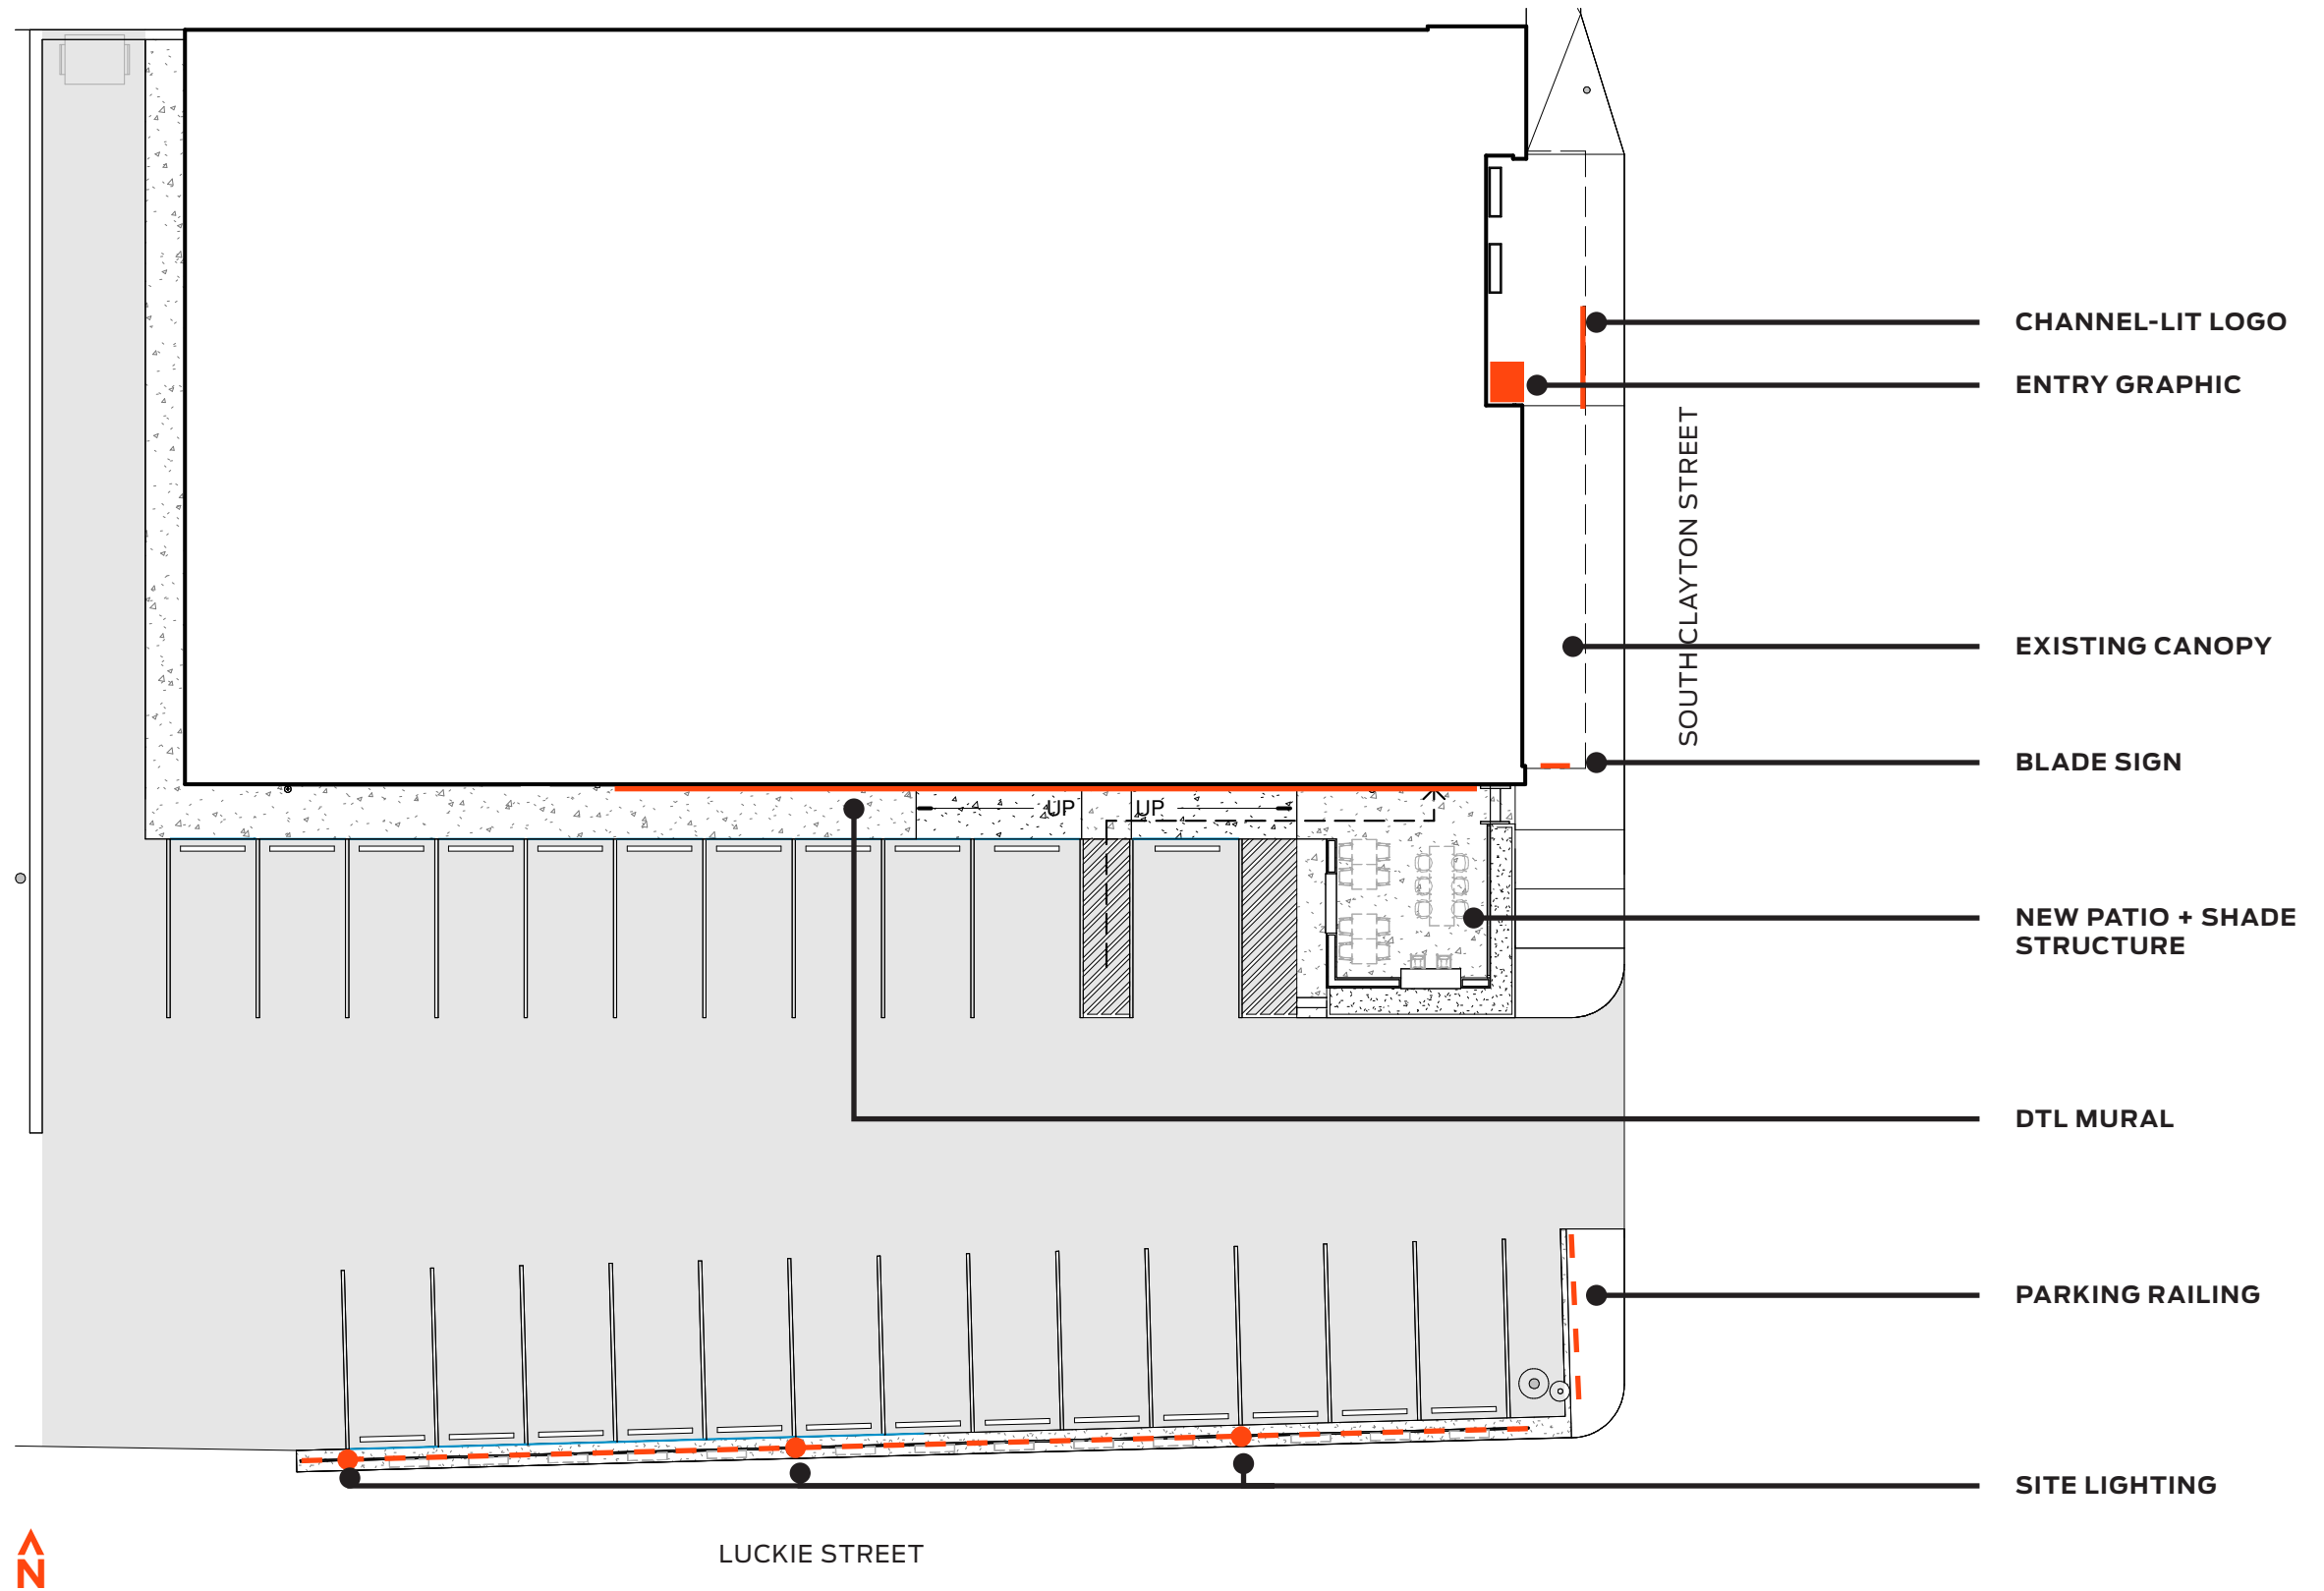 CHANNEL-LIT LOGO
ENTRY GRAPHIC
SOUTH CLAYTON STREET
EXISTING CANOPY
BLADE SIGN
UP UP
NEW PATIO + SHADE
STRUCTURE
DTL MURAL
PARKING RAILING
SITE LIGHTING
LUCKIE STREET
N